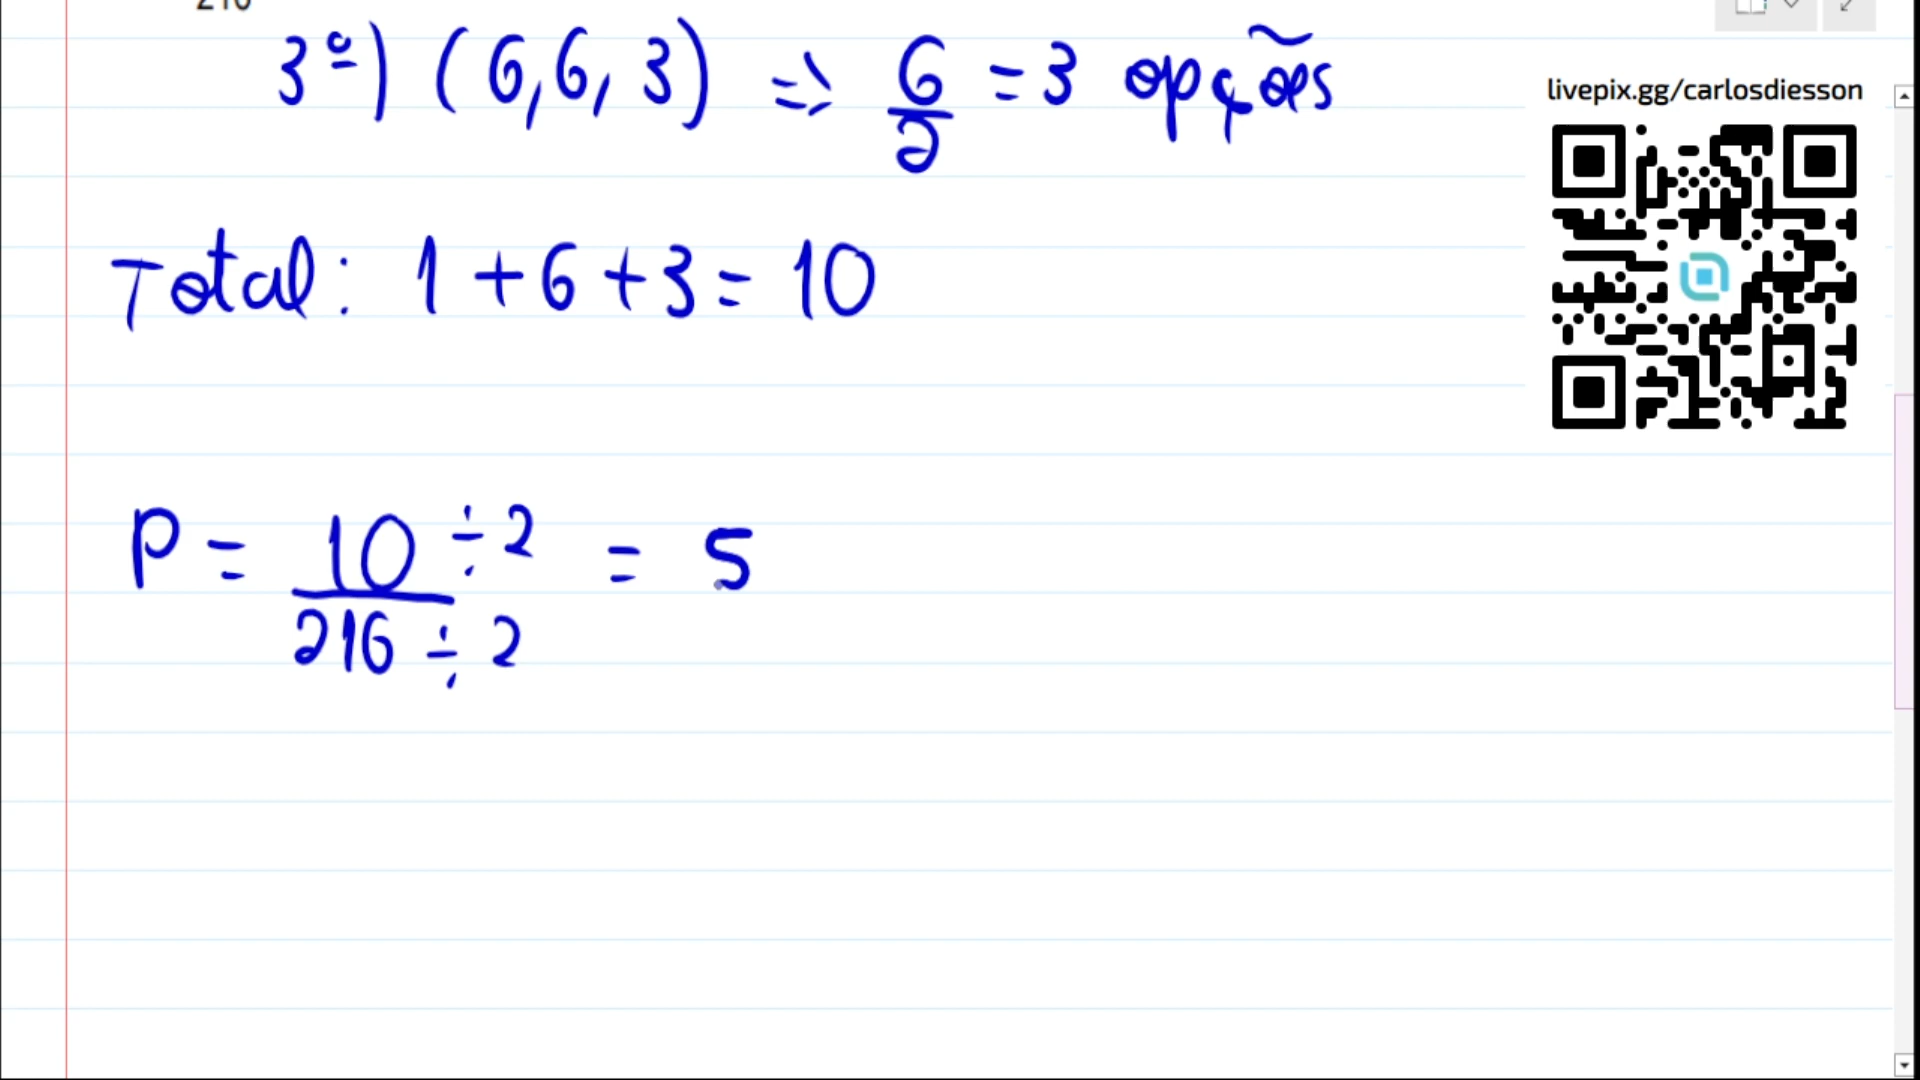 216
3º) (6,6,3) => 6/2 = 3 opções
livepix.gg/carlosdiesson
Total: 1 + 6 + 3 = 10
P = 10 ÷ 2 = 5
216 ÷ 2